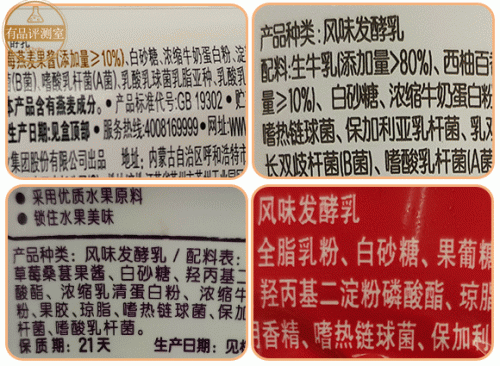 有品评测室
莓燕麦果酱(添加量≥10%)、白砂糖、浓缩牛奶蛋白粉、淀
(B菌)、嗜酸乳杆菌(A菌)、乳酸乳球菌乳脂亚种、乳酸乳
本产品含有燕麦成分。●产品标准代号:GB 19302 ●贮
生产日期:见盒顶部 ●服务热线:4008169999 ●网址:WW
集团股份有限公司出品 地址:内蒙古自治区呼和浩特市
产品种类：风味发酵乳
配料:生牛乳(添加量>80%)、西柚百
量≥10%)、白砂糖、浓缩牛奶蛋白粉
嗜热链球菌、保加利亚乳杆菌、乳双
长双歧杆菌(B菌)、嗜酸乳杆菌(A菌
● 采用优质水果原料
● 锁住水果美味
产品种类：风味发酵乳 / 配料表：
草莓桑葚果酱、白砂糖、羟丙基二
酸酯、浓缩乳清蛋白粉、浓缩牛
粉、果胶、琼脂、嗜热链球菌、保加
杆菌、嗜酸乳杆菌。
保质期：21天 生产日期：见
风味发酵乳
全脂乳粉、白砂糖、果葡糖
羟丙基二淀粉磷酸酯、琼脂
用香精、嗜热链球菌、保加利